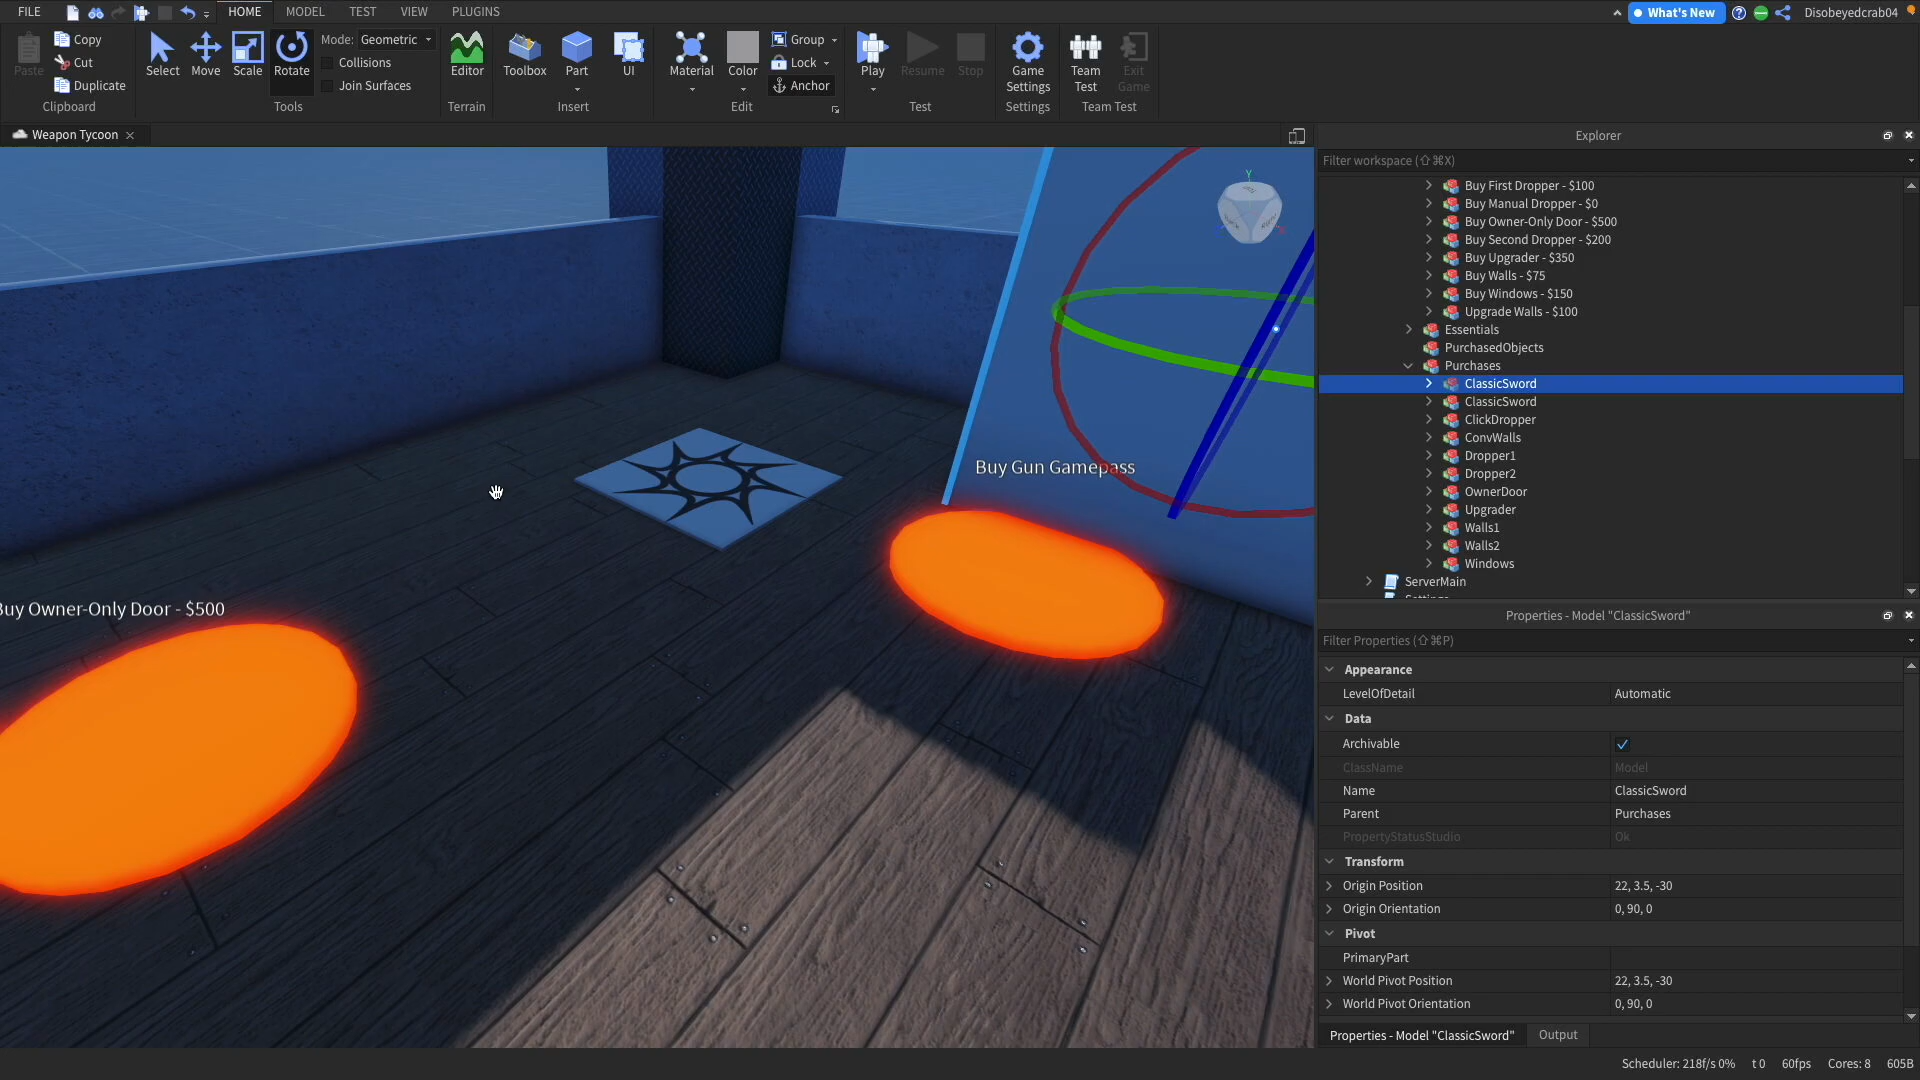 FILE
HOME
MODEL
TEST
VIEW
PLUGINS
What's New
Disobeyedcrab04
Paste
Copy
Cut
Duplicate
Clipboard
Select
Move
Scale
Rotate
Mode: Geometric
Collisions
Join Surfaces
Tools
Editor
Terrain
Toolbox
Part
UI
Insert
Material
Color
Group
Lock
Anchor
Edit
Play
Resume
Stop
Test
Game Settings
Settings
Team Test
Exit Game
Team Test
Weapon Tycoon
Y
Buy Gun Gamepass
Buy Owner-Only Door - $500
Explorer
Filter workspace (⇧⌘X)
Buy First Dropper - $100
Buy Manual Dropper - $0
Buy Owner-Only Door - $500
Buy Second Dropper - $200
Buy Upgrader - $350
Buy Walls - $75
Buy Windows - $150
Upgrade Walls - $100
Essentials
PurchasedObjects
Purchases
ClassicSword
ClassicSword
ClickDropper
ConvWalls
Dropper1
Dropper2
OwnerDoor
Upgrader
Walls1
Walls2
Windows
ServerMain
Properties - Model "ClassicSword"
Filter Properties (⇧⌘P)
Appearance
LevelOfDetail Automatic
Data
Archivable
ClassName Model
Name ClassicSword
Parent Purchases
PropertyStatusStudio Ok
Transform
Origin Position 22, 3.5, -30
Origin Orientation 0, 90, 0
Pivot
PrimaryPart
World Pivot Position 22, 3.5, -30
World Pivot Orientation 0, 90, 0
Properties - Model "ClassicSword"
Output
Scheduler: 218f/s 0% t 0 60fps Cores: 8 605B